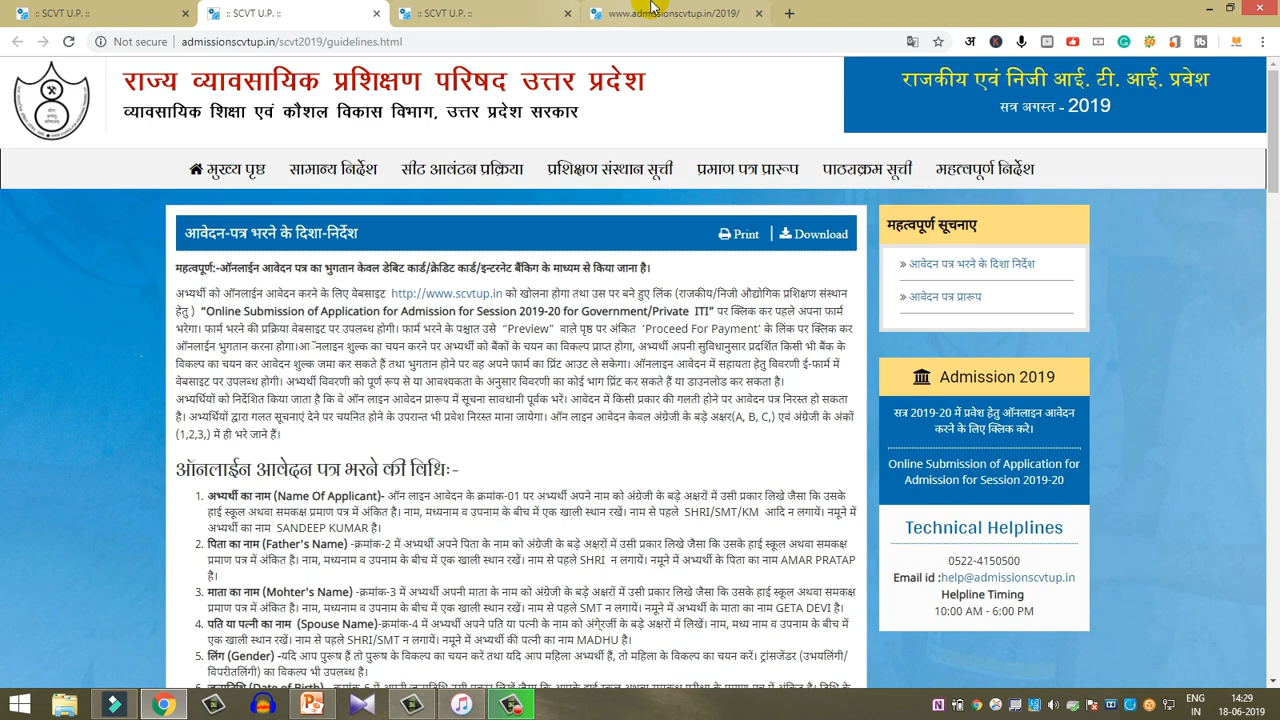 :: SCVT U.P. ::
:: SCVT U.P. ::
:: SCVT U.P. ::
www.admissionscvtup.in/2019/
Not secure | admissionscvtup.in/scvt2019/guidelines.html
राज्य व्यावसायिक प्रशिक्षण परिषद उत्तर प्रदेश
व्यावसायिक शिक्षा एवं कौशल विकास विभाग, उत्तर प्रदेश सरकार
राजकीय एवं निजी आई. टी. आई. प्रवेश
सत्र अगस्त - 2019
मुख्य पृष्ठ सामान्य निर्देश सीट आवंटन प्रक्रिया प्रशिक्षण संस्थान सूची प्रमाण पत्र प्रारूप पाठ्यक्रम सूची महत्वपूर्ण निर्देश
आवेदन-पत्र भरने के दिशा-निर्देश
Print | Download
महत्वपूर्ण:-ऑनलाईन आवेदन पत्र का भुगतान केवल डेबिट कार्ड/क्रेडिट कार्ड/इन्टरनेट बैंकिग के माध्यम से किया जाना है।
अभ्यर्थी को ऑनलाईन आवेदन करने के लिए वेबसाइट http://www.scvtup.in को खोलना होगा तथा उस पर बने हुए लिंक (राजकीय/निजी औद्योगिक प्रशिक्षण संस्थान
हेतु ) “Online Submission of Application for Admission for Session 2019-20 for Government/Private ITI” पर क्लिक कर पहले अपना फार्म
भरेगा। फार्म भरने की प्रक्रिया वेबसाइट पर उपलब्ध होगी। फार्म भरने के पश्चात उसे “Preview” वाले पृष्ठ पर अंकित ‘Proceed For Payment’ के लिंक पर क्लिक कर
ऑनलाईन भुगतान करना होगा।आॅनलाइन शुल्क का चयन करने पर अभ्यर्थी को बैंकों के चयन का विकल्प प्राप्त होगा, अभ्यर्थी अपनी सुविधानुसार प्रदर्शित किसी भी बैंक के
विकल्प का चयन कर आवेदन शुल्क जमा कर सकते हैं तथा भुगतान होने पर वह अपने फार्म का प्रिंट आउट ले सकेगा। ऑनलाईन आवेदन में सहायता हेतु विवरणी ई-फार्म में
वेबसाइट पर उपलब्ध होगी। अभ्यर्थी विवरणी को पूर्ण रूप से या आवश्यकता के अनुसार विवरणी का कोई भाग प्रिंट कर सकते हैं या डाउनलोड कर सकता है।
अभ्यर्थियों को निर्देशित किया जाता है कि वे ऑन लाईन आवेदन प्रारूप में सूचना सावधानी पूर्वक भरें। आवेदन में किसी प्रकार की गलती होने पर आवेदन पत्र निरस्त हो सकता
है। अभ्यर्थियों द्वारा गलत सूचनाएं देने पर चयनित होने के उपरान्त भी प्रवेश निरस्त माना जायेगा। ऑन लाईन आवेदन केवल अंग्रेजी के बड़े अक्षर(A, B, C,) एवं अंग्रेजी के अंकों
(1,2,3,) में ही भरे जाने हैं।
ऑनलाईन आवेदन पत्र भरने की विधिः-
1. अभ्यर्थी का नाम (Name Of Applicant)- ऑन लाइन आवेदन के क्रमांक-01 पर अभ्यर्थी अपने नाम को अंग्रेजी के बड़े अक्षरों में उसी प्रकार लिखे जैसा कि उसके
हाई स्कूल अथवा समकक्ष प्रमाण पत्र में अंकित है। नाम, मध्यनाम व उपनाम के बीच में एक खाली स्थान रखें। नाम से पहले SHRI/SMT/KM आदि न लगायें। नमूने में
अभ्यर्थी का नाम SANDEEP KUMAR है।
2. पिता का नाम (Father's Name) -क्रमांक-2 में अभ्यर्थी अपने पिता के नाम को अंग्रेजी के बड़े अक्षरों में उसी प्रकार लिखें जैसा कि उसके हाई स्कूल अथवा समकक्ष
प्रमाण पत्र में अंकित है। नाम, मध्यनाम व उपनाम के बीच में एक खाली स्थान रखें। नाम से पहले SHRI न लगायें। नमूने में अभ्यर्थी के पिता का नाम AMAR PRATAP
है।
3. माता का नाम (Mohter's Name) -क्रमांक-3 में अभ्यर्थी अपनी माता के नाम को अंग्रेजी के बड़े अक्षरों में उसी प्रकार लिखें जैसा कि उसके हाई स्कूल अथवा समकक्ष
प्रमाण पत्र में अंकित है। नाम, मध्यनाम व उपनाम के बीच में एक खाली स्थान रखें। नाम से पहले SMT न लगायें। नमूने में अभ्यर्थी के माता का नाम GETA DEVI है।
4. पति या पत्नी का नाम (Spouse Name)-क्रमांक-4 में अभ्यर्थी अपने पति या पत्नी के नाम को अंग्रेजी के बड़े अक्षरों में लिखें। नाम, मध्य नाम व उपनाम के बीच में
एक खाली स्थान रखें। नाम से पहले SHRI/SMT न लगायें। नमूने में अभ्यर्थी की पत्नी का नाम MADHU है।
5. लिंग (Gender) -यदि आप पुरूष हैं तो पुरूष के विकल्प का चयन करें तथा यदि आप महिला अभ्यर्थी हैं, तो महिला के विकल्प का चयन करें। ट्रांसजेंडर (उभयलिंगी/
विपरीतलिंगी) का विकल्प भी उपलब्ध है।
महत्वपूर्ण सूचनाए
» आवेदन पत्र भरने के दिशा निर्देश
» आवेदन पत्र प्रारूप
Admission 2019
सत्र 2019-20 में प्रवेश हेतु ऑनलाइन आवेदन
करने के लिए क्लिक करे।
Online Submission of Application for
Admission for Session 2019-20
Technical Helplines
0522-4150500
Email id :help@admissionscvtup.in
Helpline Timing
10:00 AM - 6:00 PM
ENG
IN
14:29
18-06-2019